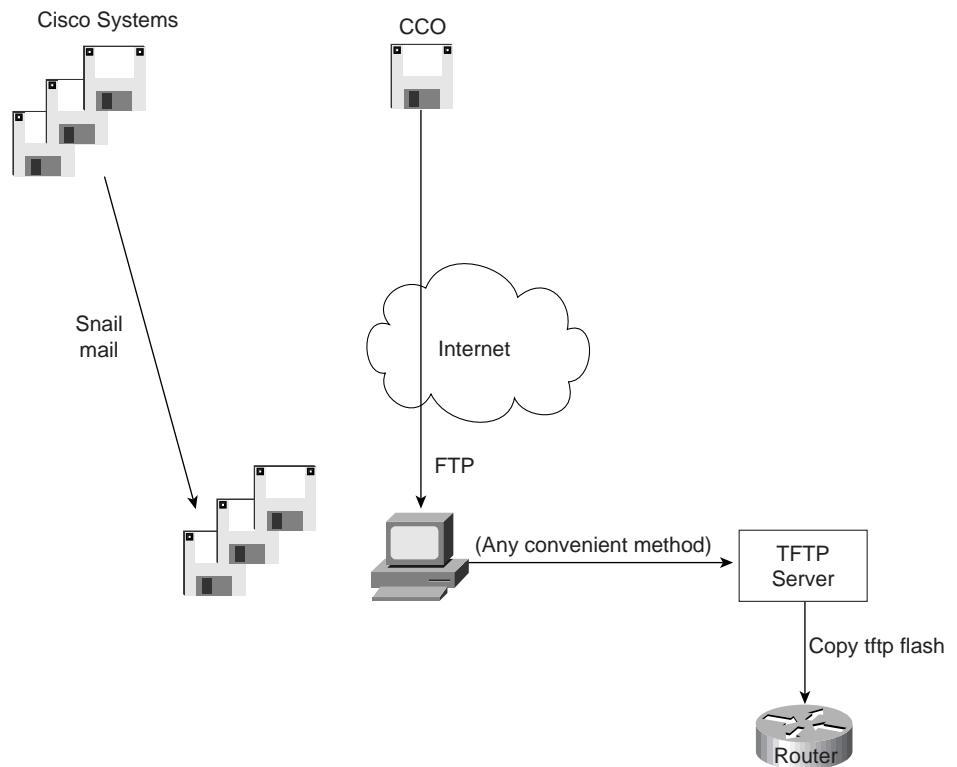 Cisco Systems
CCO
Snail
mail
Internet
FTP
(Any convenient method)
TFTP
Server
Copy tftp flash
Router